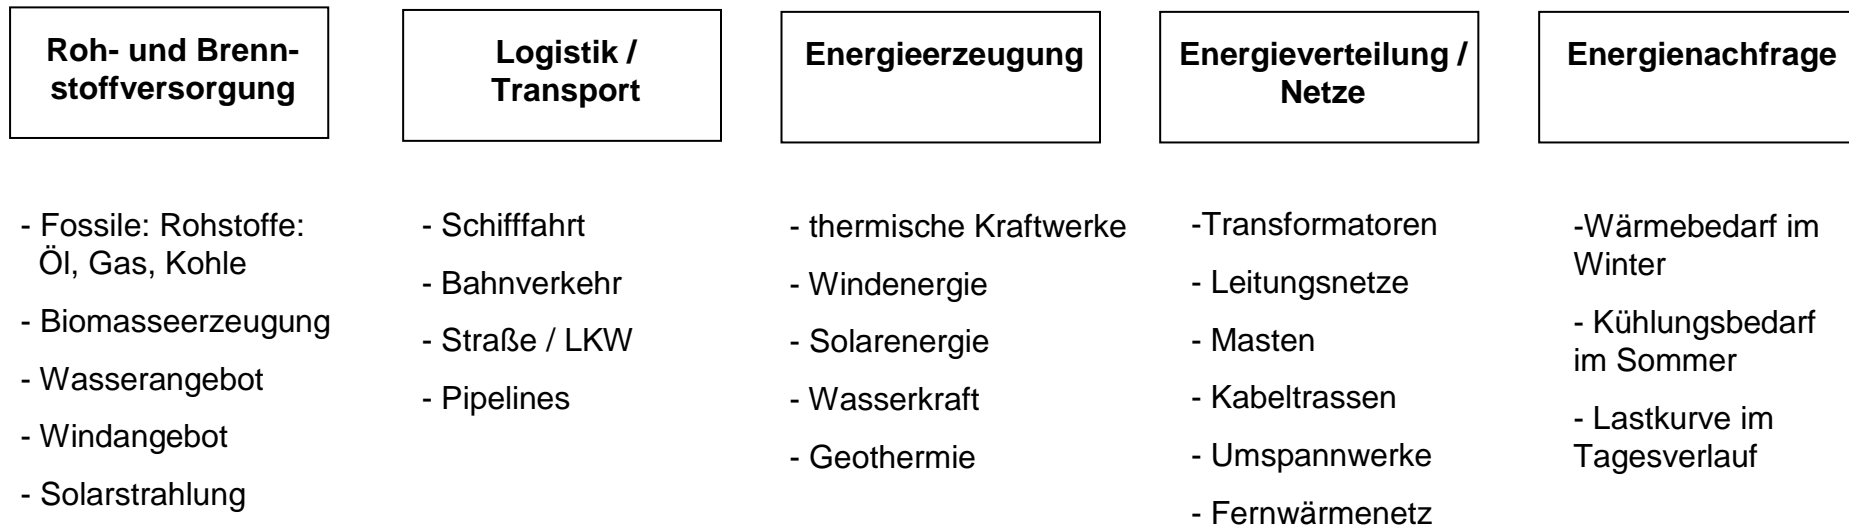 Roh- und Brenn-
stoffversorgung
- Fossile: Rohstoffe:
Öl, Gas, Kohle
- Biomasseerzeugung
- Wasserangebot
- Windangebot
- Solarstrahlung
Logistik /
Transport
- Schifffahrt
- Bahnverkehr
- Straße / LKW
- Pipelines
Energieerzeugung
- thermische Kraftwerke
- Windenergie
- Solarenergie
- Wasserkraft
- Geothermie
Energieverteilung /
Netze
-Transformatoren
- Leitungsnetze
- Masten
- Kabeltrassen
- Umspannwerke
- Fernwärmenetz
Energienachfrage
-Wärmebedarf im
Winter
- Kühlungsbedarf
im Sommer
- Lastkurve im
Tagesverlauf